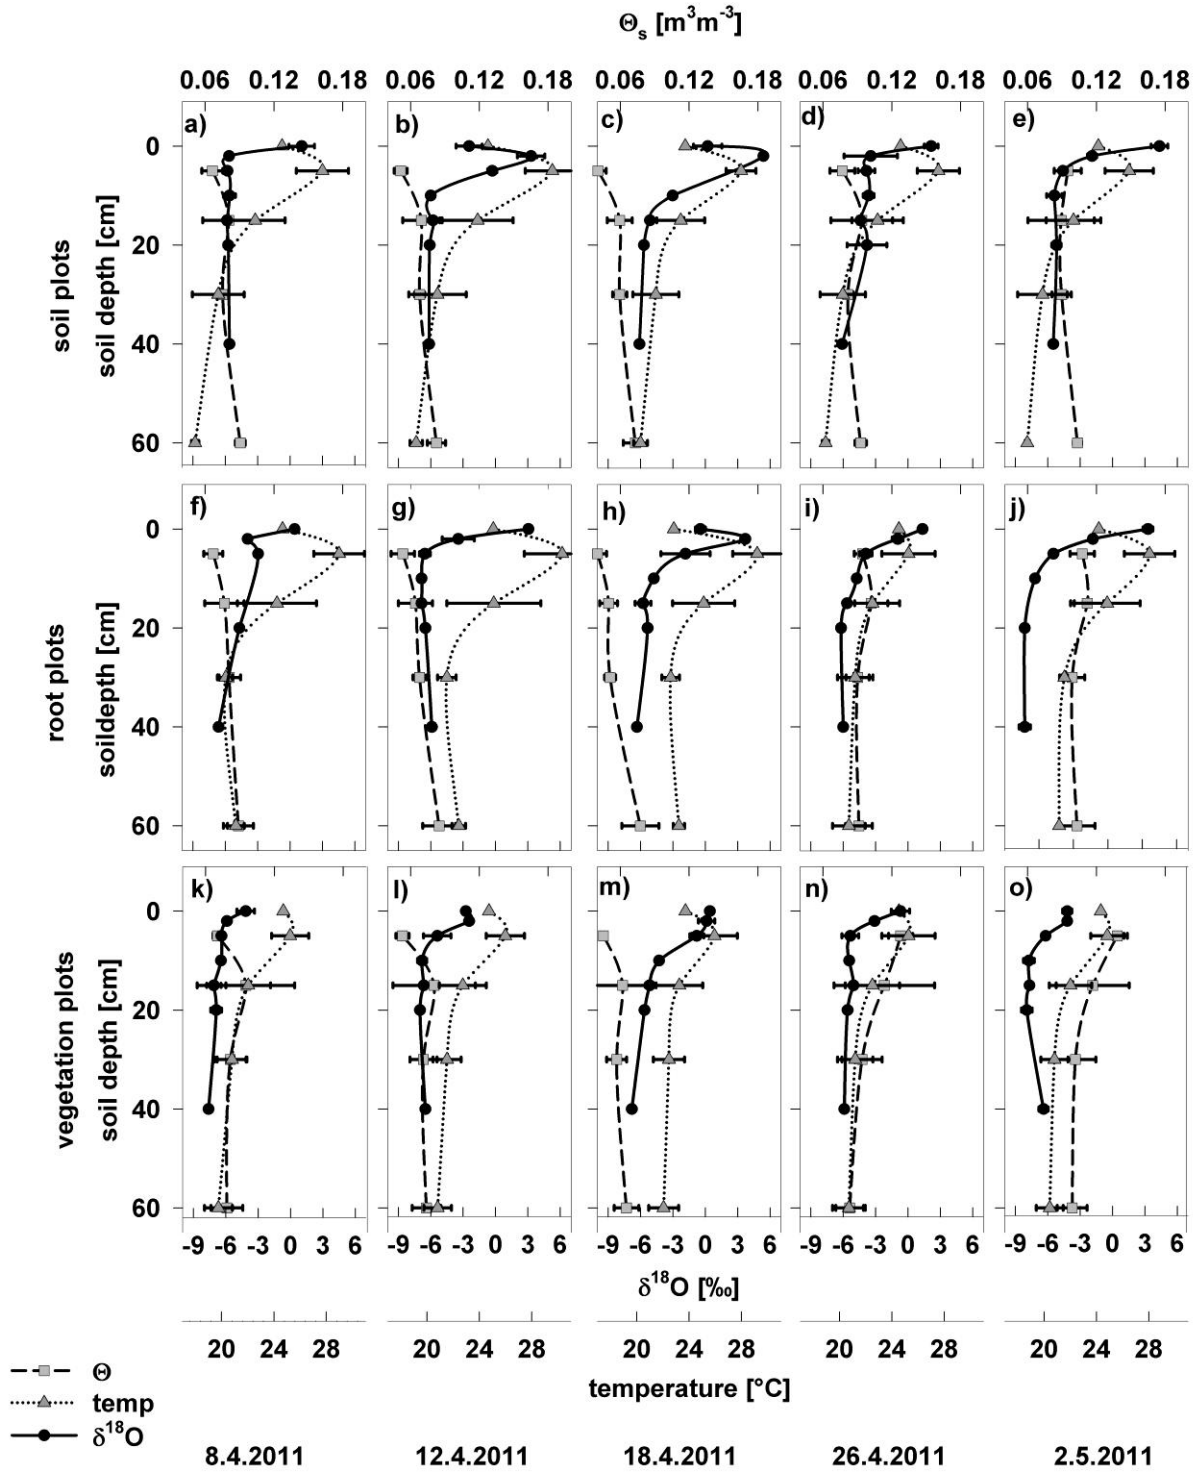 Θs [m³m⁻³]
0.06 0.12 0.18 0.06 0.12 0.18 0.06 0.12 0.18 0.06 0.12 0.18 0.06 0.12 0.18
a) b) c) d) e)
0
20
40
60
soil plots
soil depth [cm]
f) g) h) i) j)
0
20
40
60
root plots
soildepth [cm]
k) l) m) n) o)
0
20
40
60
vegetation plots
soil depth [cm]
-9 -6 -3 0 3 6 -9 -6 -3 0 3 6 -9 -6 -3 0 3 6 -9 -6 -3 0 3 6 -9 -6 -3 0 3 6
δ¹⁸O [‰]
20 24 28 20 24 28 20 24 28 20 24 28 20 24 28
temperature [°C]
Θ
temp
δ¹⁸O
8.4.2011 12.4.2011 18.4.2011 26.4.2011 2.5.2011